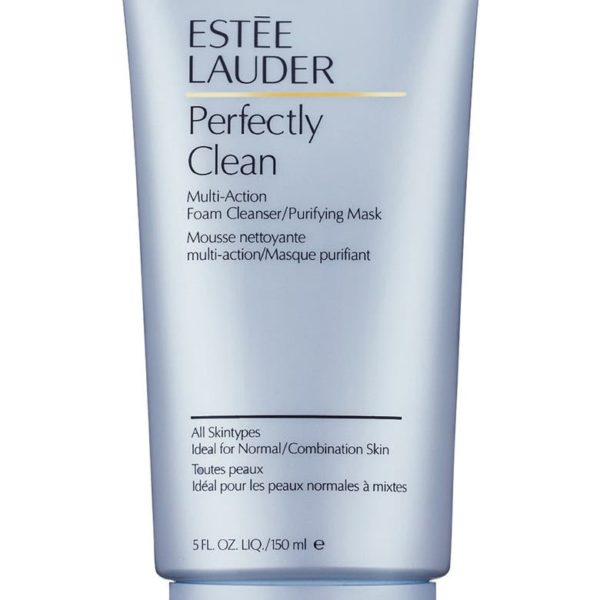 ESTĒE
LAUDER
Perfectly
Clean
Multi-Action
Foam Cleanser/Purifying Mask
Mousse nettoyante
multi-action/Masque purifiant
All Skintypes
Ideal for Normal/Combination Skin
Toutes peaux
Idéal pour les peaux normales à mixtes
5 FL. OZ. LIQ./150 ml ℮